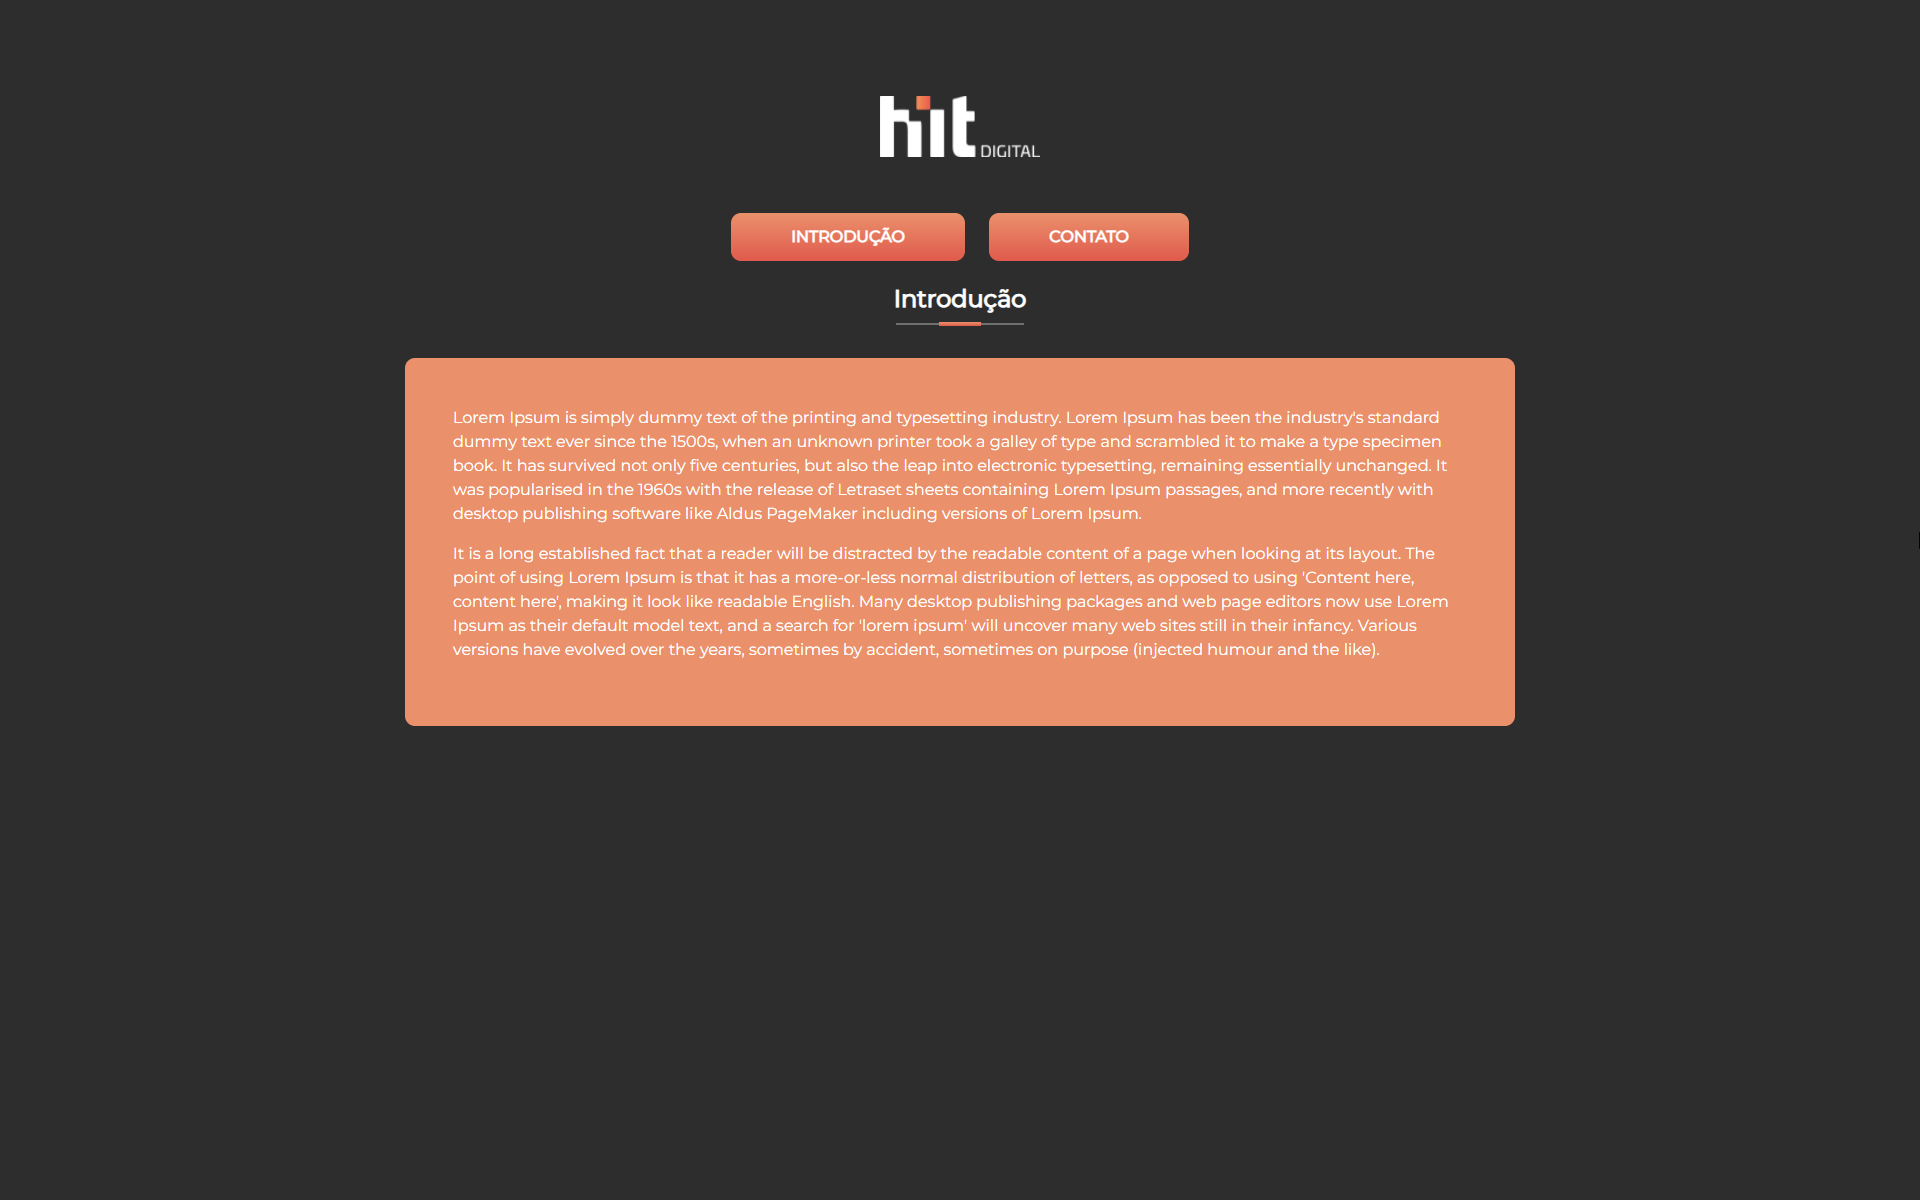 hit DIGITAL
INTRODUÇÃO CONTATO
Introdução
Lorem Ipsum is simply dummy text of the printing and typesetting industry. Lorem Ipsum has been the industry's standard
dummy text ever since the 1500s, when an unknown printer took a galley of type and scrambled it to make a type specimen
book. It has survived not only five centuries, but also the leap into electronic typesetting, remaining essentially unchanged. It
was popularised in the 1960s with the release of Letraset sheets containing Lorem Ipsum passages, and more recently with
desktop publishing software like Aldus PageMaker including versions of Lorem Ipsum.
It is a long established fact that a reader will be distracted by the readable content of a page when looking at its layout. The
point of using Lorem Ipsum is that it has a more-or-less normal distribution of letters, as opposed to using 'Content here,
content here', making it look like readable English. Many desktop publishing packages and web page editors now use Lorem
Ipsum as their default model text, and a search for 'lorem ipsum' will uncover many web sites still in their infancy. Various
versions have evolved over the years, sometimes by accident, sometimes on purpose (injected humour and the like).